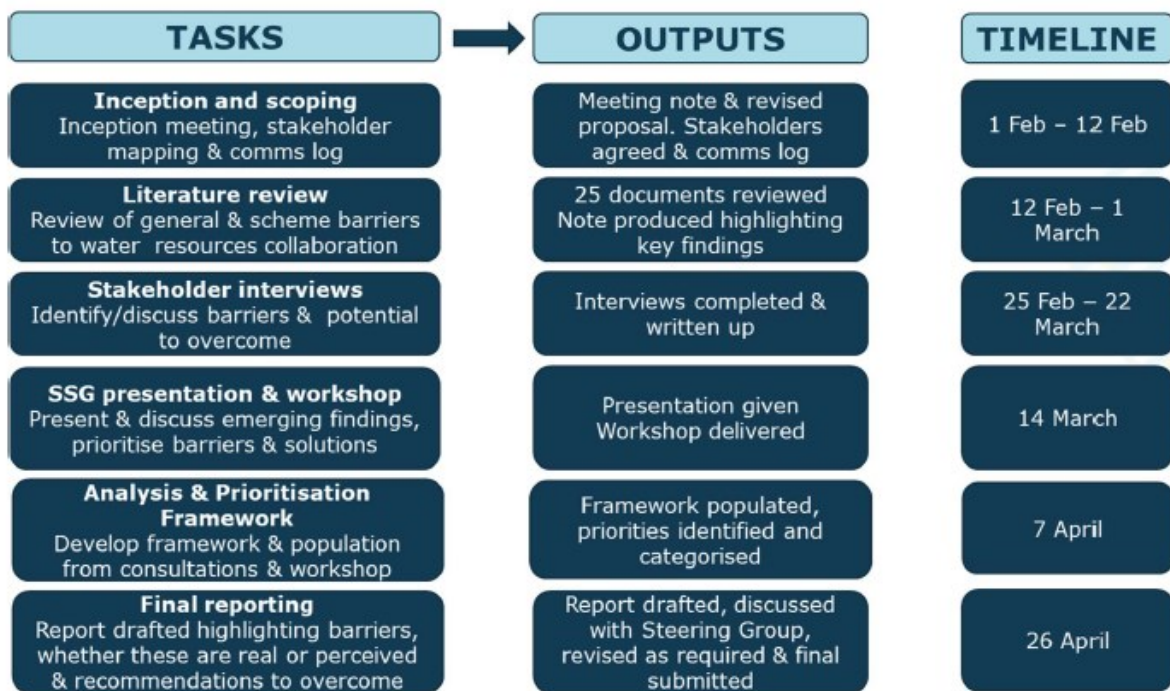 TASKS
OUTPUTS
TIMELINE
Inception and scoping
Inception meeting, stakeholder
mapping & comms log
Meeting note & revised
proposal. Stakeholders
agreed & comms log
1 Feb – 12 Feb
Literature review
Review of general & scheme barriers
to water resources collaboration
25 documents reviewed
Note produced highlighting
key findings
12 Feb – 1
March
Stakeholder interviews
Identify/discuss barriers & potential
to overcome
Interviews completed &
written up
25 Feb – 22
March
SSG presentation & workshop
Present & discuss emerging findings,
prioritise barriers & solutions
Presentation given
Workshop delivered
14 March
Analysis & Prioritisation
Framework
Develop framework & population
from consultations & workshop
Framework populated,
priorities identified and
categorised
7 April
Final reporting
Report drafted highlighting barriers,
whether these are real or perceived
& recommendations to overcome
Report drafted, discussed
with Steering Group,
revised as required & final
submitted
26 April